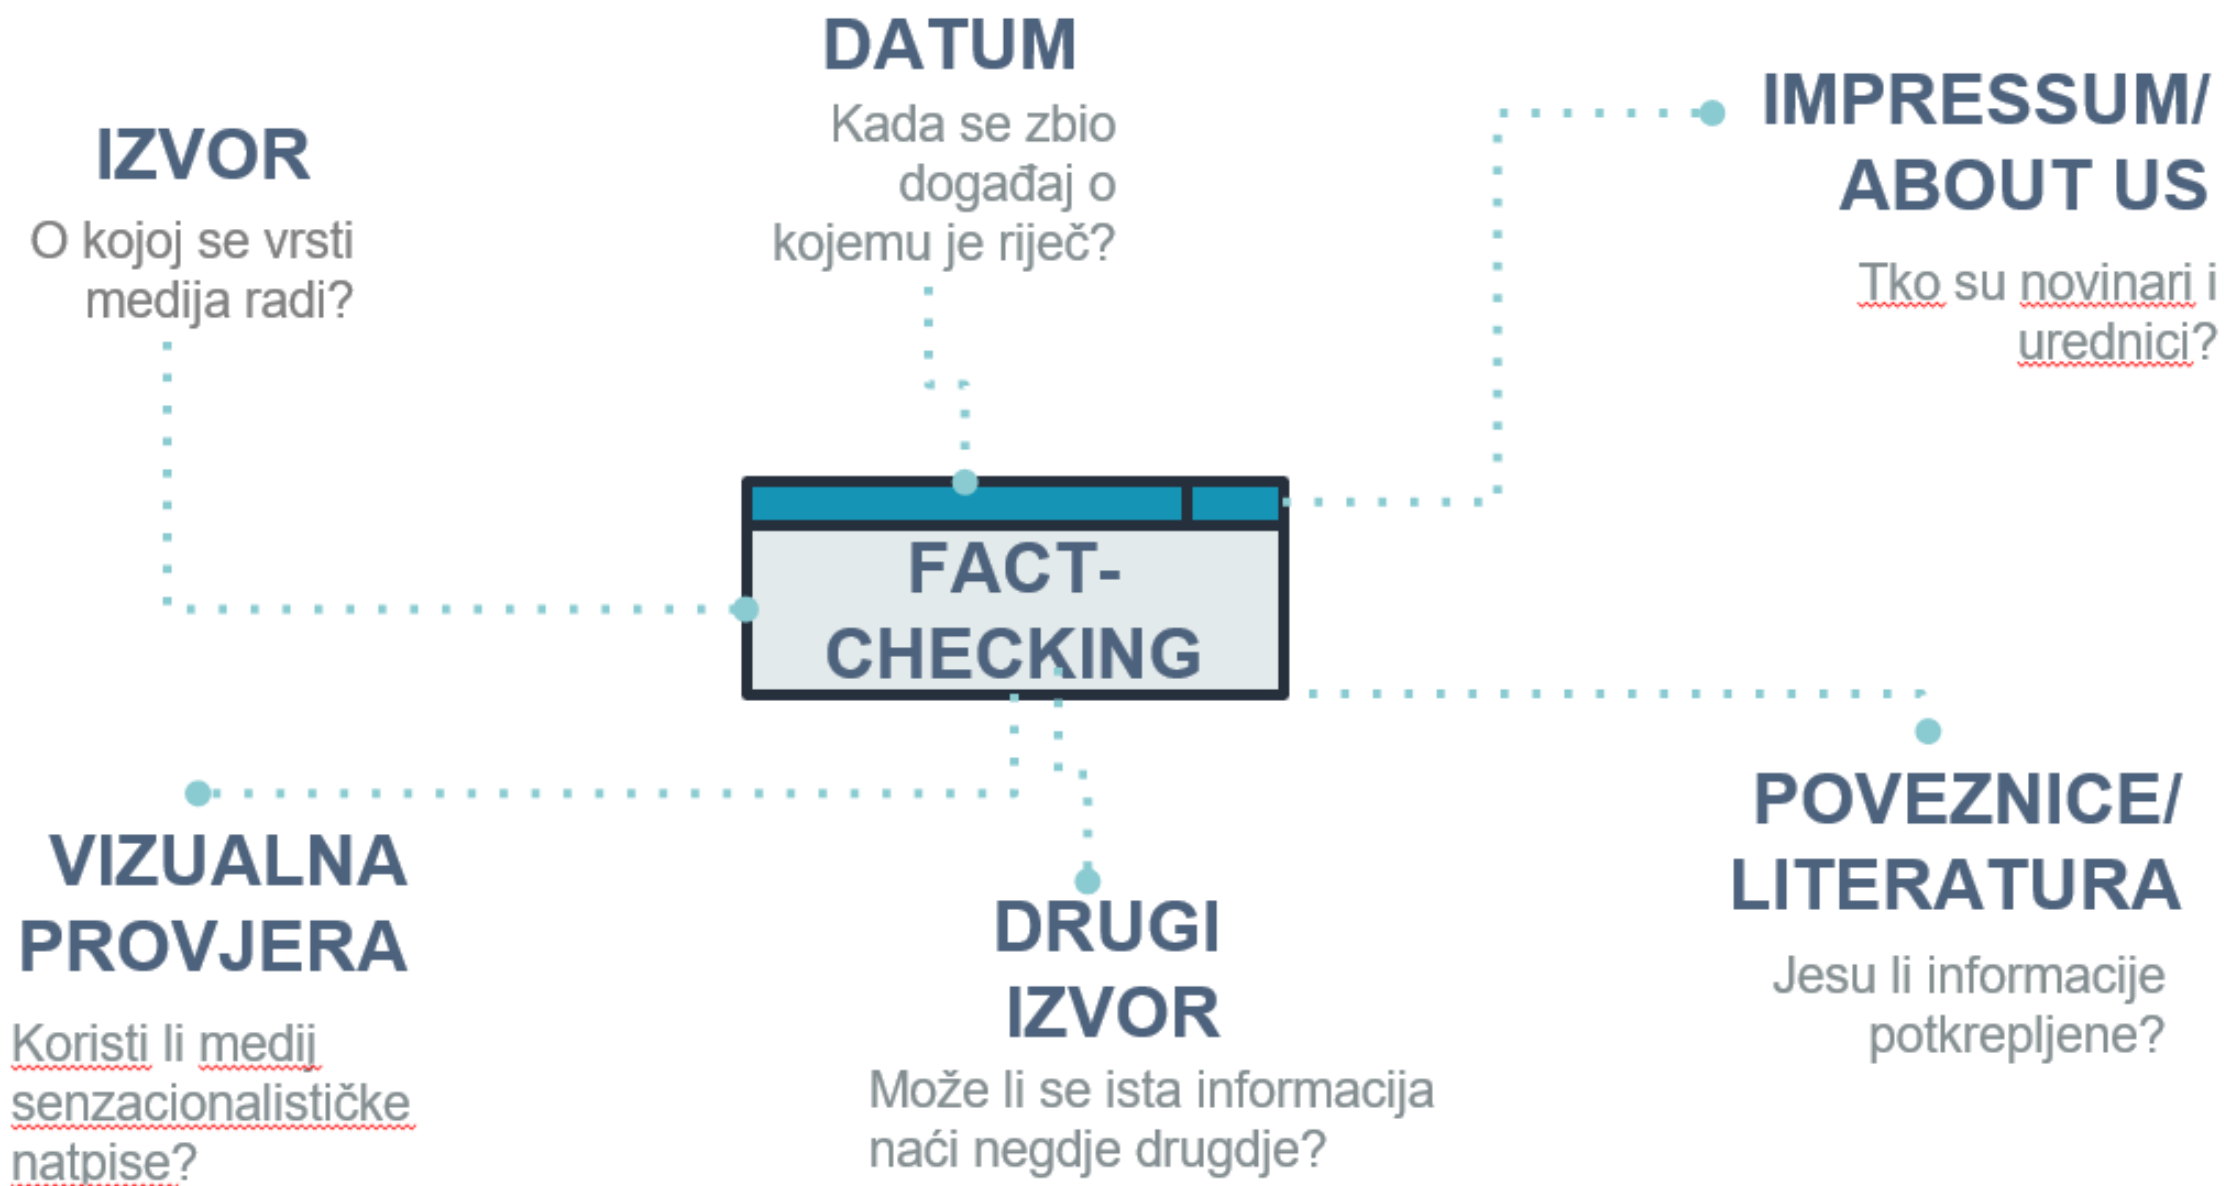 IZVOR
O kojoj se vrsti
medija radi?
DATUM
Kada se zbio
događaj o
kojemu je riječ?
IMPRESSUM/
ABOUT US
Tko su novinari i
urednici?
FACT-
CHECKING
VIZUALNA
PROVJERA
Koristi li medij
senzacionalističke
natpise?
DRUGI
IZVOR
Može li se ista informacija
naći negdje drugdje?
POVEZNICE/
LITERATURA
Jesu li informacije
potkrepljene?